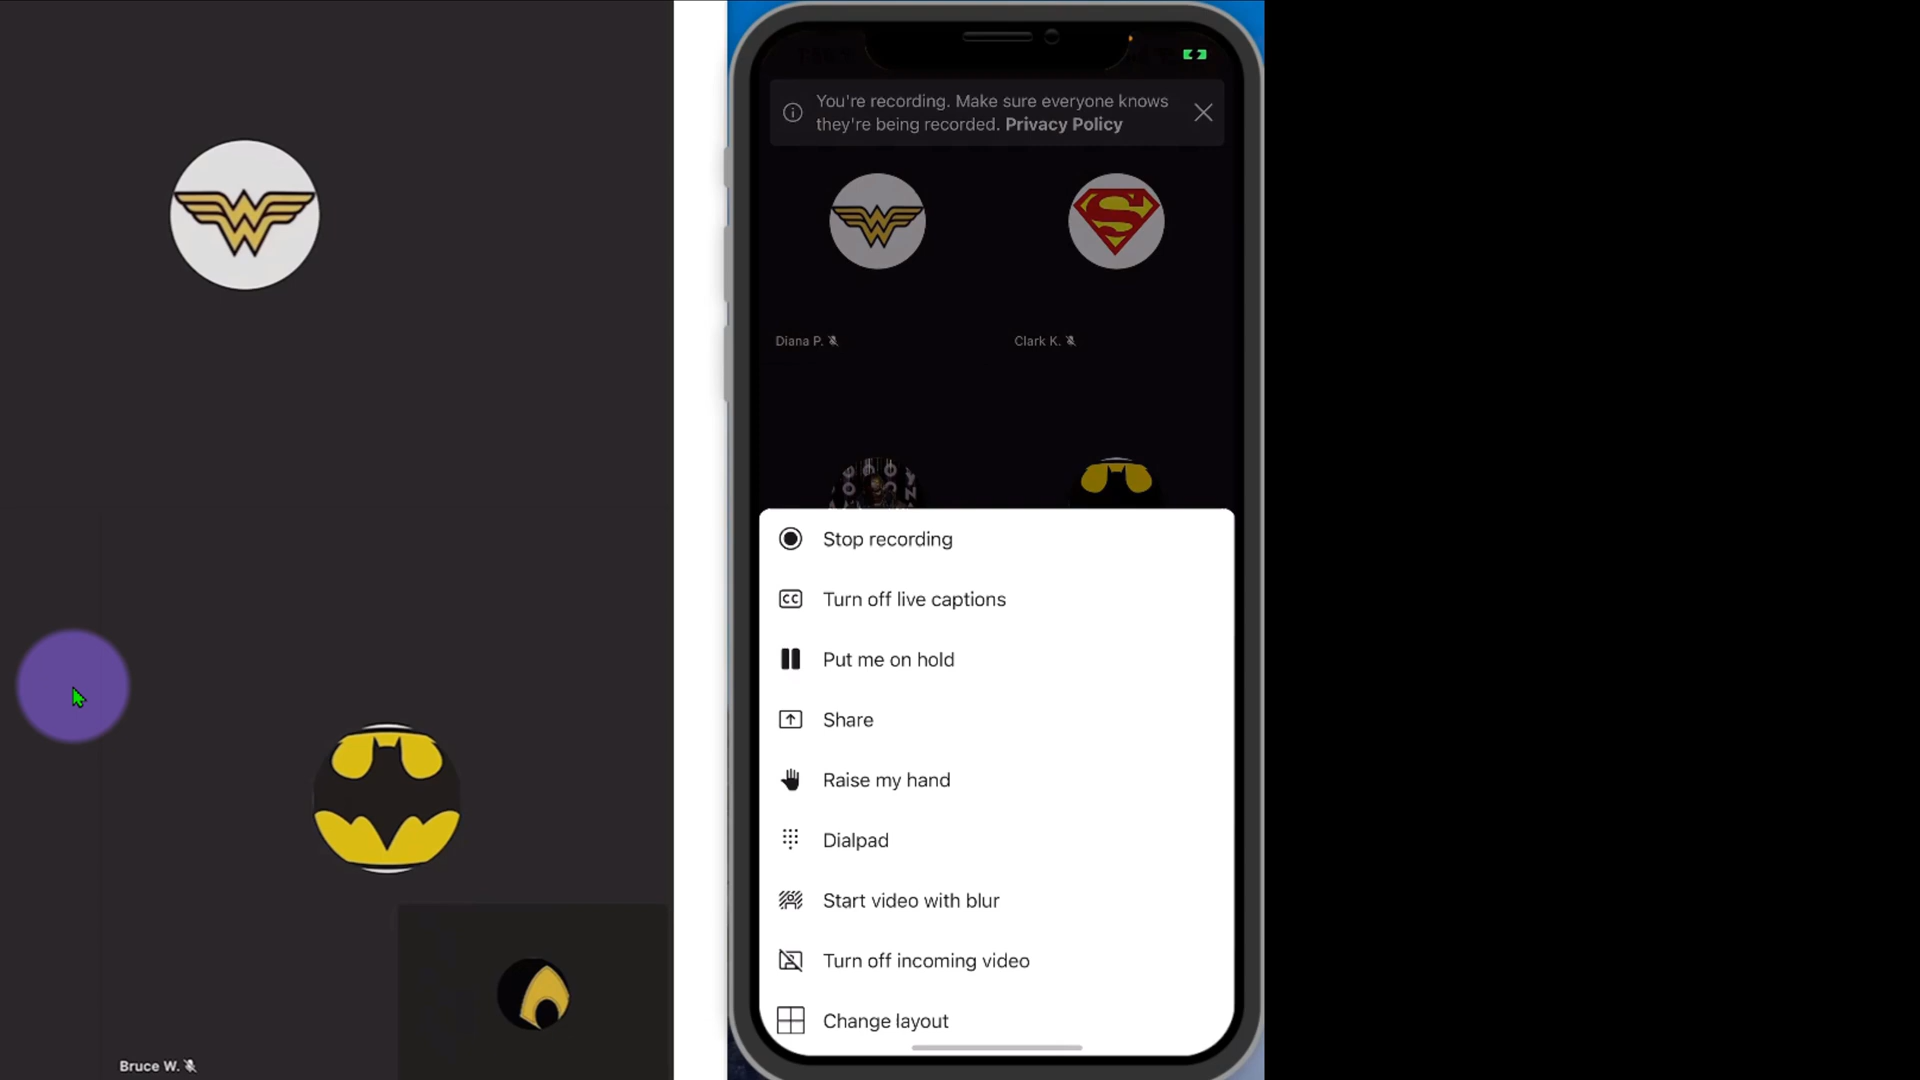 You're recording. Make sure everyone knows
they're being recorded. Privacy Policy
Diana P.
Clark K.
Stop recording
CC Turn off live captions
Put me on hold
Share
Raise my hand
Dialpad
Start video with blur
Turn off incoming video
Change layout
Bruce W.